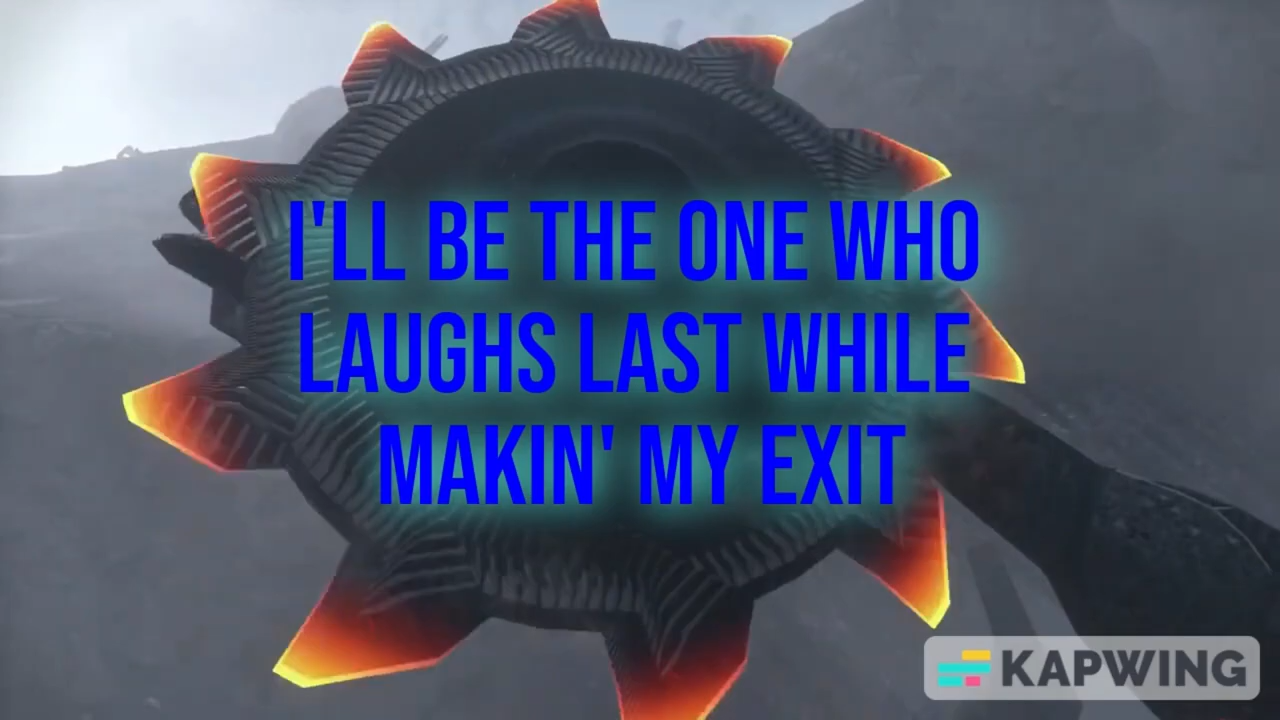 I'LL BE THE ONE WHO
LAUGHS LAST WHILE
MAKIN' MY EXIT
KAPWING